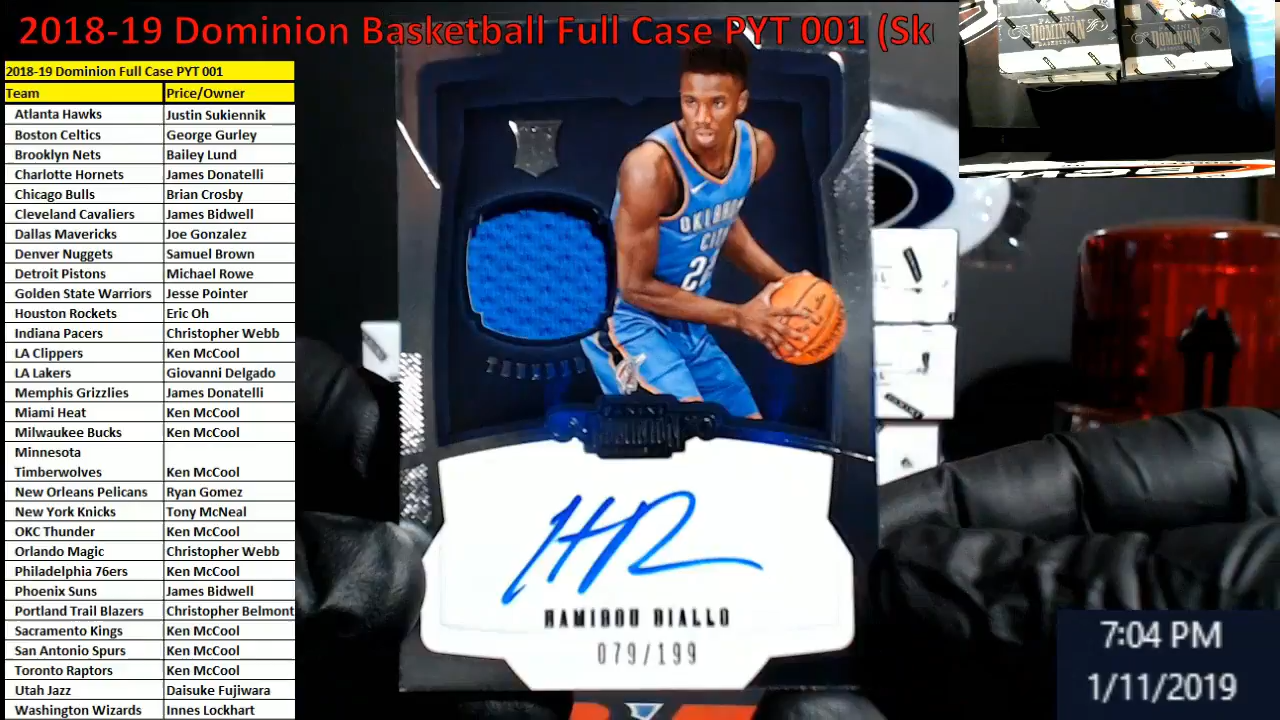 2018-19 Dominion Basketball Full Case PYT 001 (Sk
2018-19 Dominion Full Case PYT 001
Team Price/Owner
Atlanta Hawks Justin Sukiennik
Boston Celtics George Gurley
Brooklyn Nets Bailey Lund
Charlotte Hornets James Donatelli
Chicago Bulls Brian Crosby
Cleveland Cavaliers James Bidwell
Dallas Mavericks Joe Gonzalez
Denver Nuggets Samuel Brown
Detroit Pistons Michael Rowe
Golden State Warriors Jesse Pointer
Houston Rockets Eric Oh
Indiana Pacers Christopher Webb
LA Clippers Ken McCool
LA Lakers Giovanni Delgado
Memphis Grizzlies James Donatelli
Miami Heat Ken McCool
Milwaukee Bucks Ken McCool
Minnesota
Timberwolves Ken McCool
New Orleans Pelicans Ryan Gomez
New York Knicks Tony McNeal
OKC Thunder Ken McCool
Orlando Magic Christopher Webb
Philadelphia 76ers Ken McCool
Phoenix Suns James Bidwell
Portland Trail Blazers Christopher Belmont
Sacramento Kings Ken McCool
San Antonio Spurs Ken McCool
Toronto Raptors Ken McCool
Utah Jazz Daisuke Fujiwara
Washington Wizards Innes Lockhart
OKLAHOMA
CITY
THUNDER
PANINI
DOMINION
HAMIDOU DIALLO
079/199
PANINI
DOMINION
BASKETBALL
DOMINION
7:04 PM
1/11/2019